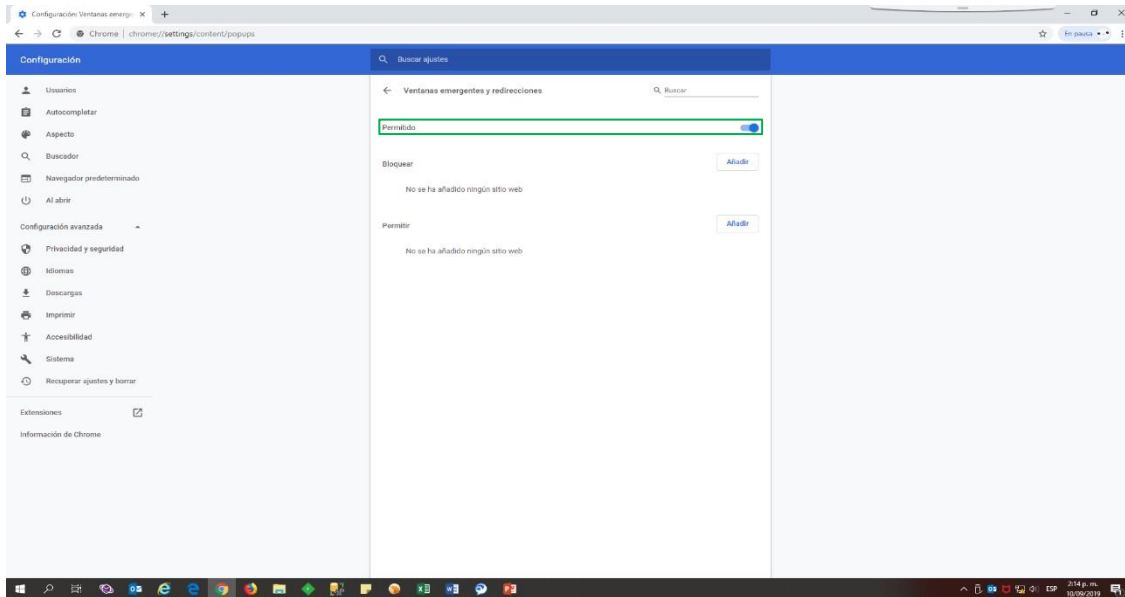 Configuración: Ventanas emerge
Chrome | chrome://settings/content/popups
En pausa
Configuración
Buscar ajustes
Usuarios
Autocompletar
Aspecto
Buscador
Navegador predeterminado
Al abrir
Configuración avanzada
Privacidad y seguridad
Idiomas
Descargas
Imprimir
Accesibilidad
Sistema
Recuperar ajustes y borrar
Extensiones
Información de Chrome
Ventanas emergentes y redirecciones
Buscar
Permitido
Bloquear
Añadir
No se ha añadido ningún sitio web
Permitir
Añadir
No se ha añadido ningún sitio web
ESP
2:14 p. m.
10/09/2019